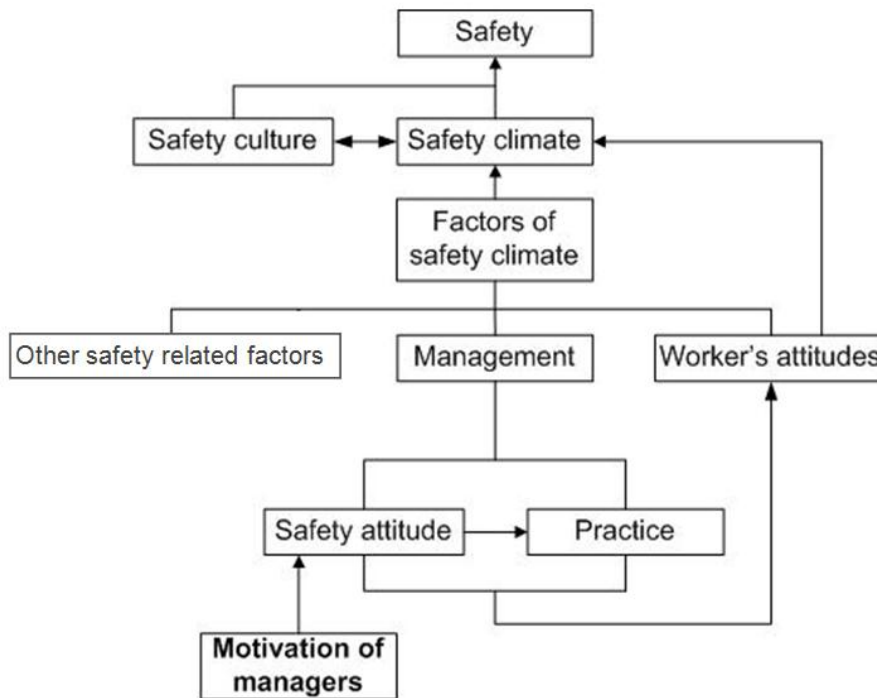 Safety
Safety culture
Safety climate
Factors of
safety climate
Other safety related factors
Management
Worker's attitudes
Safety attitude
Practice
Motivation of
managers